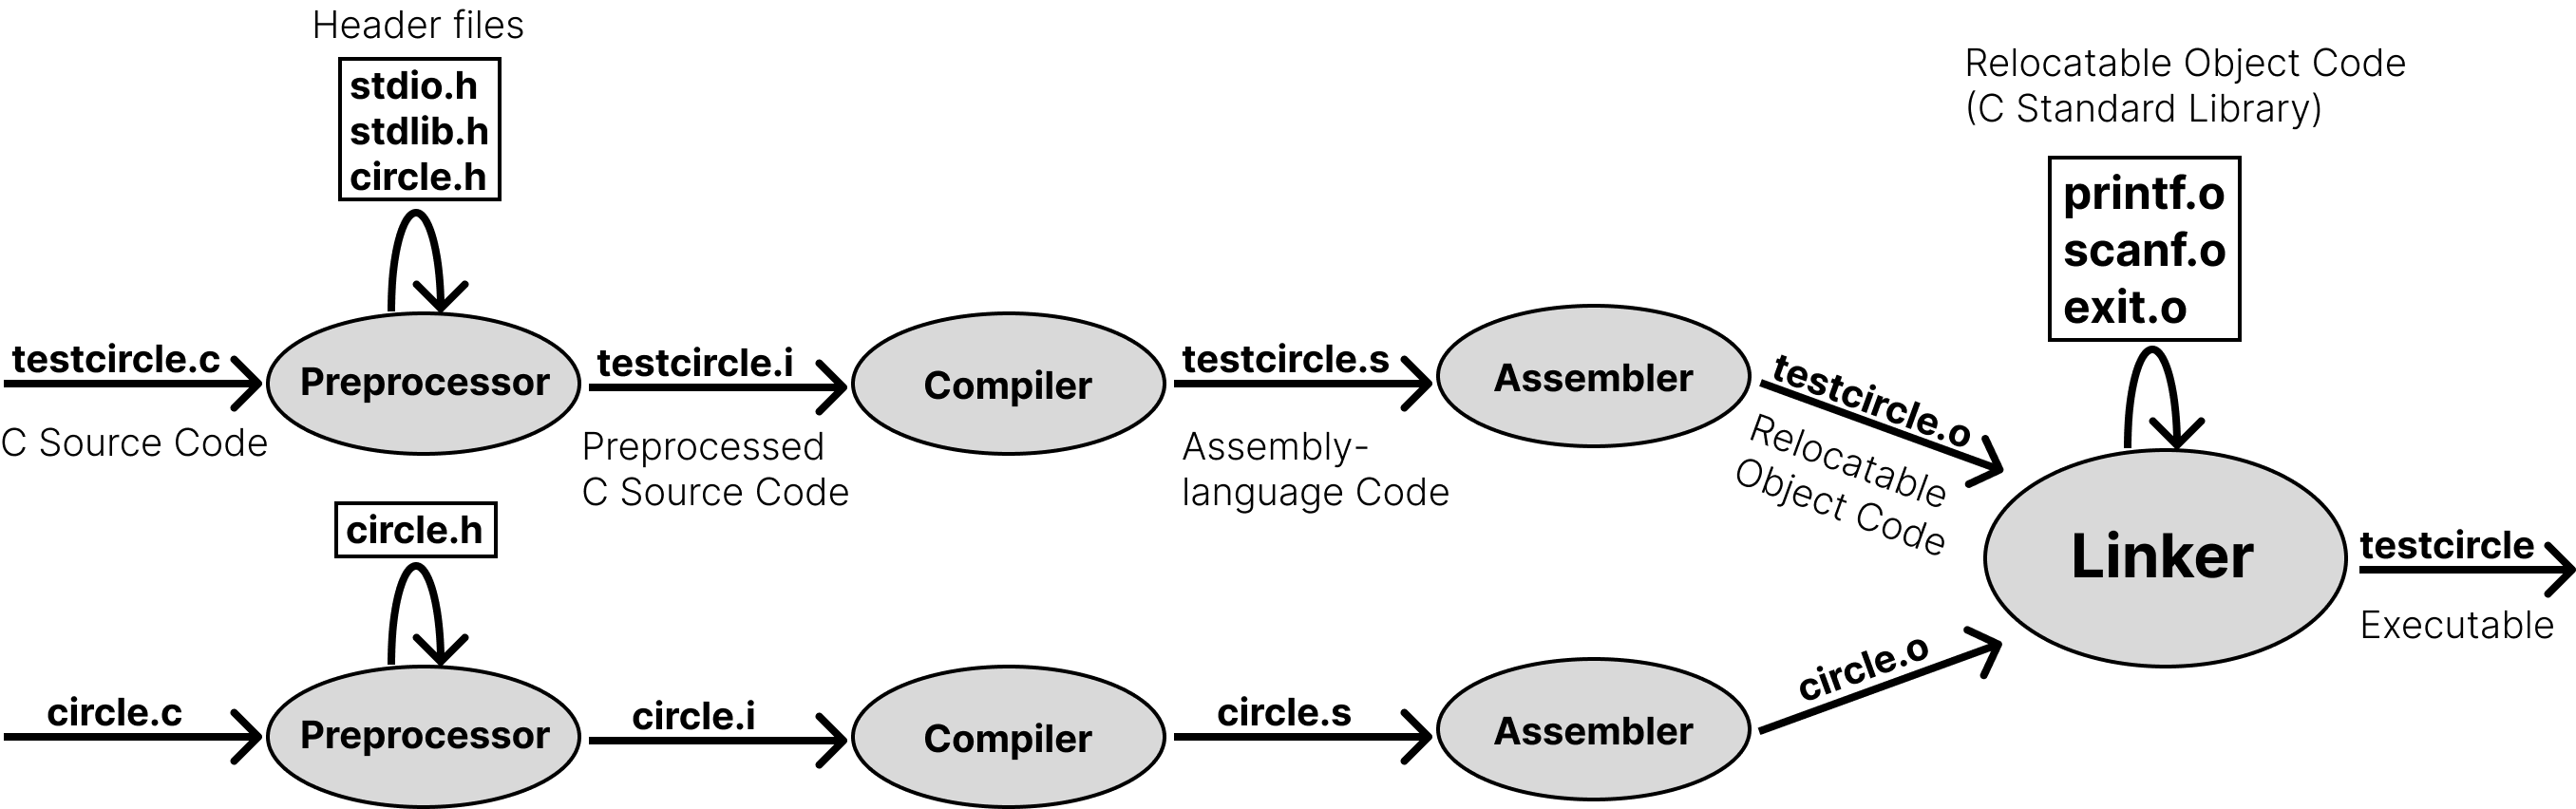 Header files
stdio.h
stdlib.h
circle.h
Relocatable Object Code
(C Standard Library)
printf.o
scanf.o
exit.o
testcircle.c
C Source Code
Preprocessor
testcircle.i
Preprocessed
C Source Code
Compiler
testcircle.s
Assembly-
language Code
Assembler
testcircle.o
Relocatable
Object Code
Linker
testcircle
Executable
circle.h
circle.c
Preprocessor
circle.i
Compiler
circle.s
Assembler
circle.o